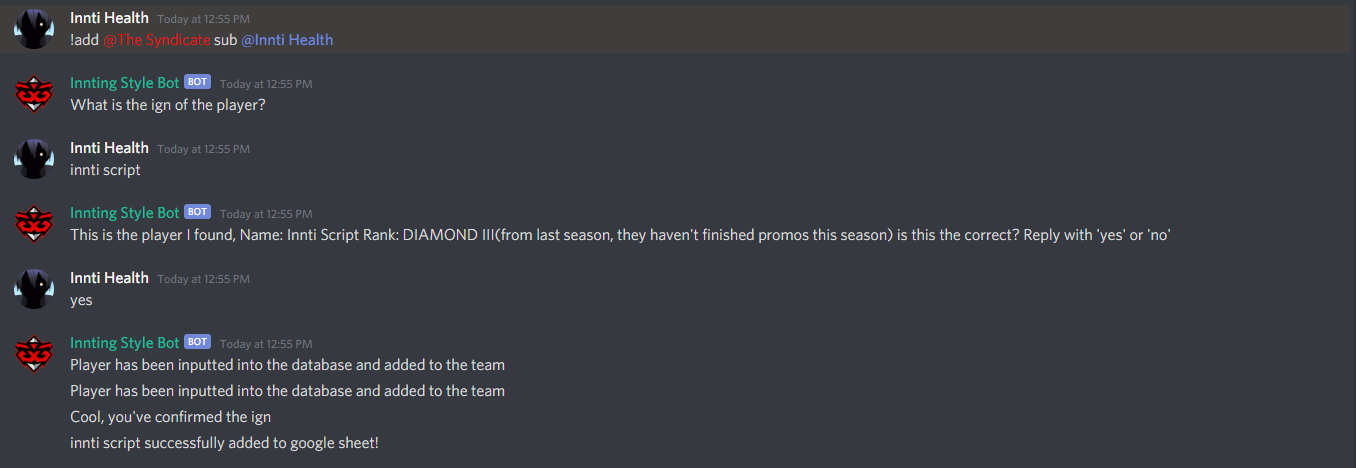 Innti Health Today at 12:55 PM
!add @The Syndicate sub @Innti Health
Innting Style Bot BOT Today at 12:55 PM
What is the ign of the player?
Innti Health Today at 12:55 PM
innti script
Innting Style Bot BOT Today at 12:55 PM
This is the player I found, Name: Innti Script Rank: DIAMOND III(from last season, they haven't finished promos this season) is this the correct? Reply with 'yes' or 'no'
Innti Health Today at 12:55 PM
yes
Innting Style Bot BOT Today at 12:55 PM
Player has been inputted into the database and added to the team
Player has been inputted into the database and added to the team
Cool, you've confirmed the ign
innti script successfully added to google sheet!